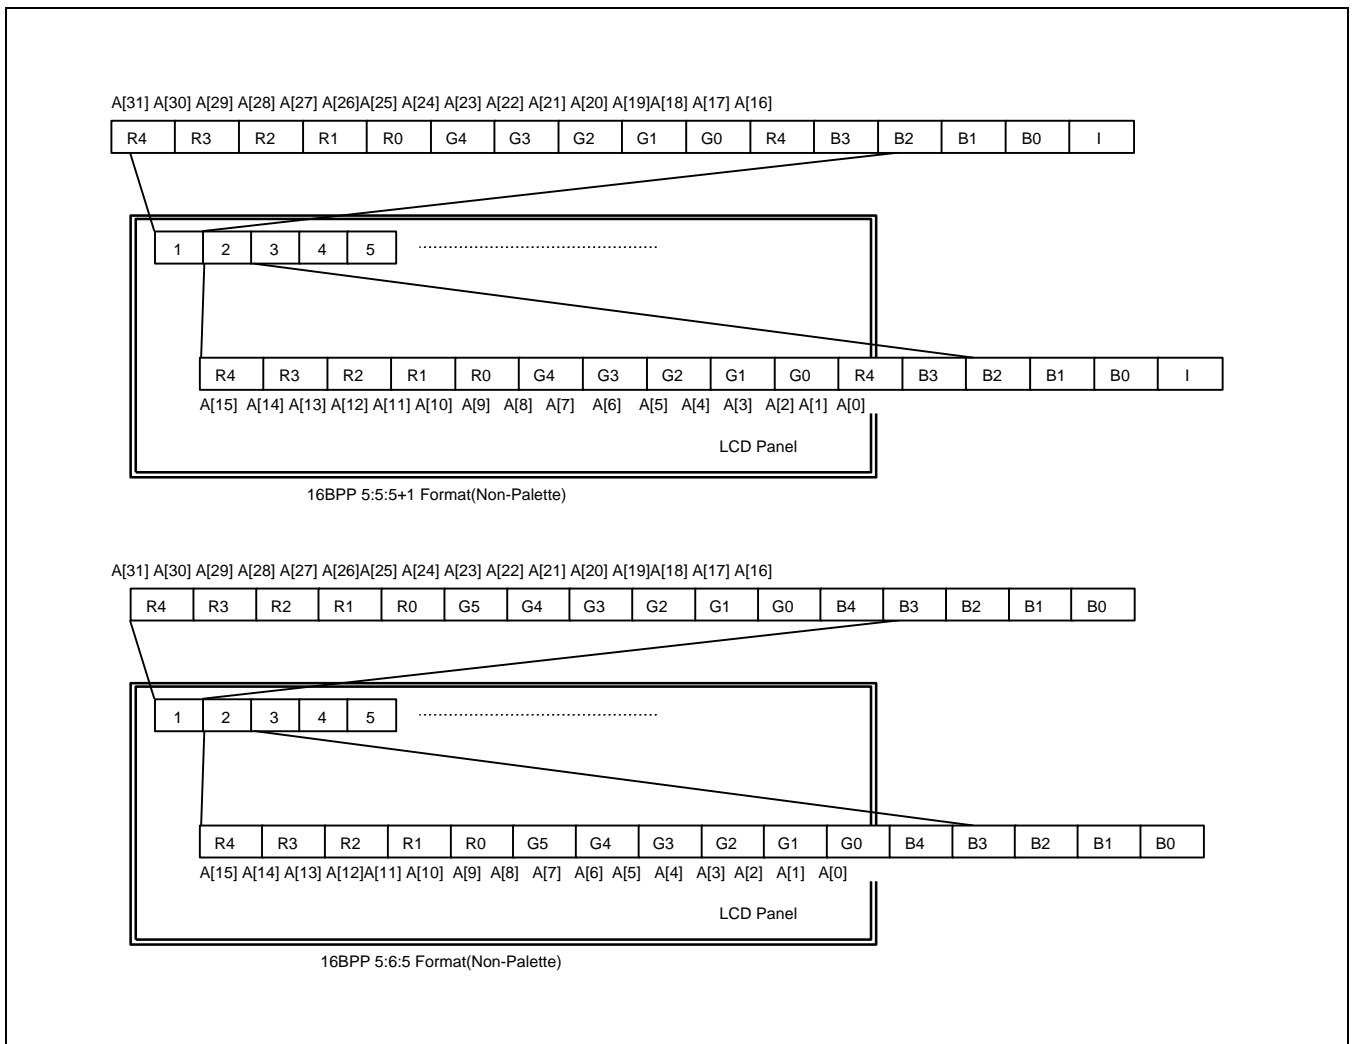 A[31] A[30] A[29] A[28] A[27] A[26]A[25] A[24] A[23] A[22] A[21] A[20] A[19]A[18] A[17] A[16]
R4 R3 R2 R1 R0 G4 G3 G2 G1 G0 R4 B3 B2 B1 B0 I
1 2 3 4 5
R4 R3 R2 R1 R0 G4 G3 G2 G1 G0 R4 B3 B2 B1 B0 I
A[15] A[14] A[13] A[12] A[11] A[10] A[9] A[8] A[7] A[6] A[5] A[4] A[3] A[2] A[1] A[0]
LCD Panel
16BPP 5:5:5+1 Format(Non-Palette)
A[31] A[30] A[29] A[28] A[27] A[26]A[25] A[24] A[23] A[22] A[21] A[20] A[19]A[18] A[17] A[16]
R4 R3 R2 R1 R0 G5 G4 G3 G2 G1 G0 B4 B3 B2 B1 B0
1 2 3 4 5
R4 R3 R2 R1 R0 G5 G4 G3 G2 G1 G0 B4 B3 B2 B1 B0
A[15] A[14] A[13] A[12]A[11] A[10] A[9] A[8] A[7] A[6] A[5] A[4] A[3] A[2] A[1] A[0]
LCD Panel
16BPP 5:6:5 Format(Non-Palette)